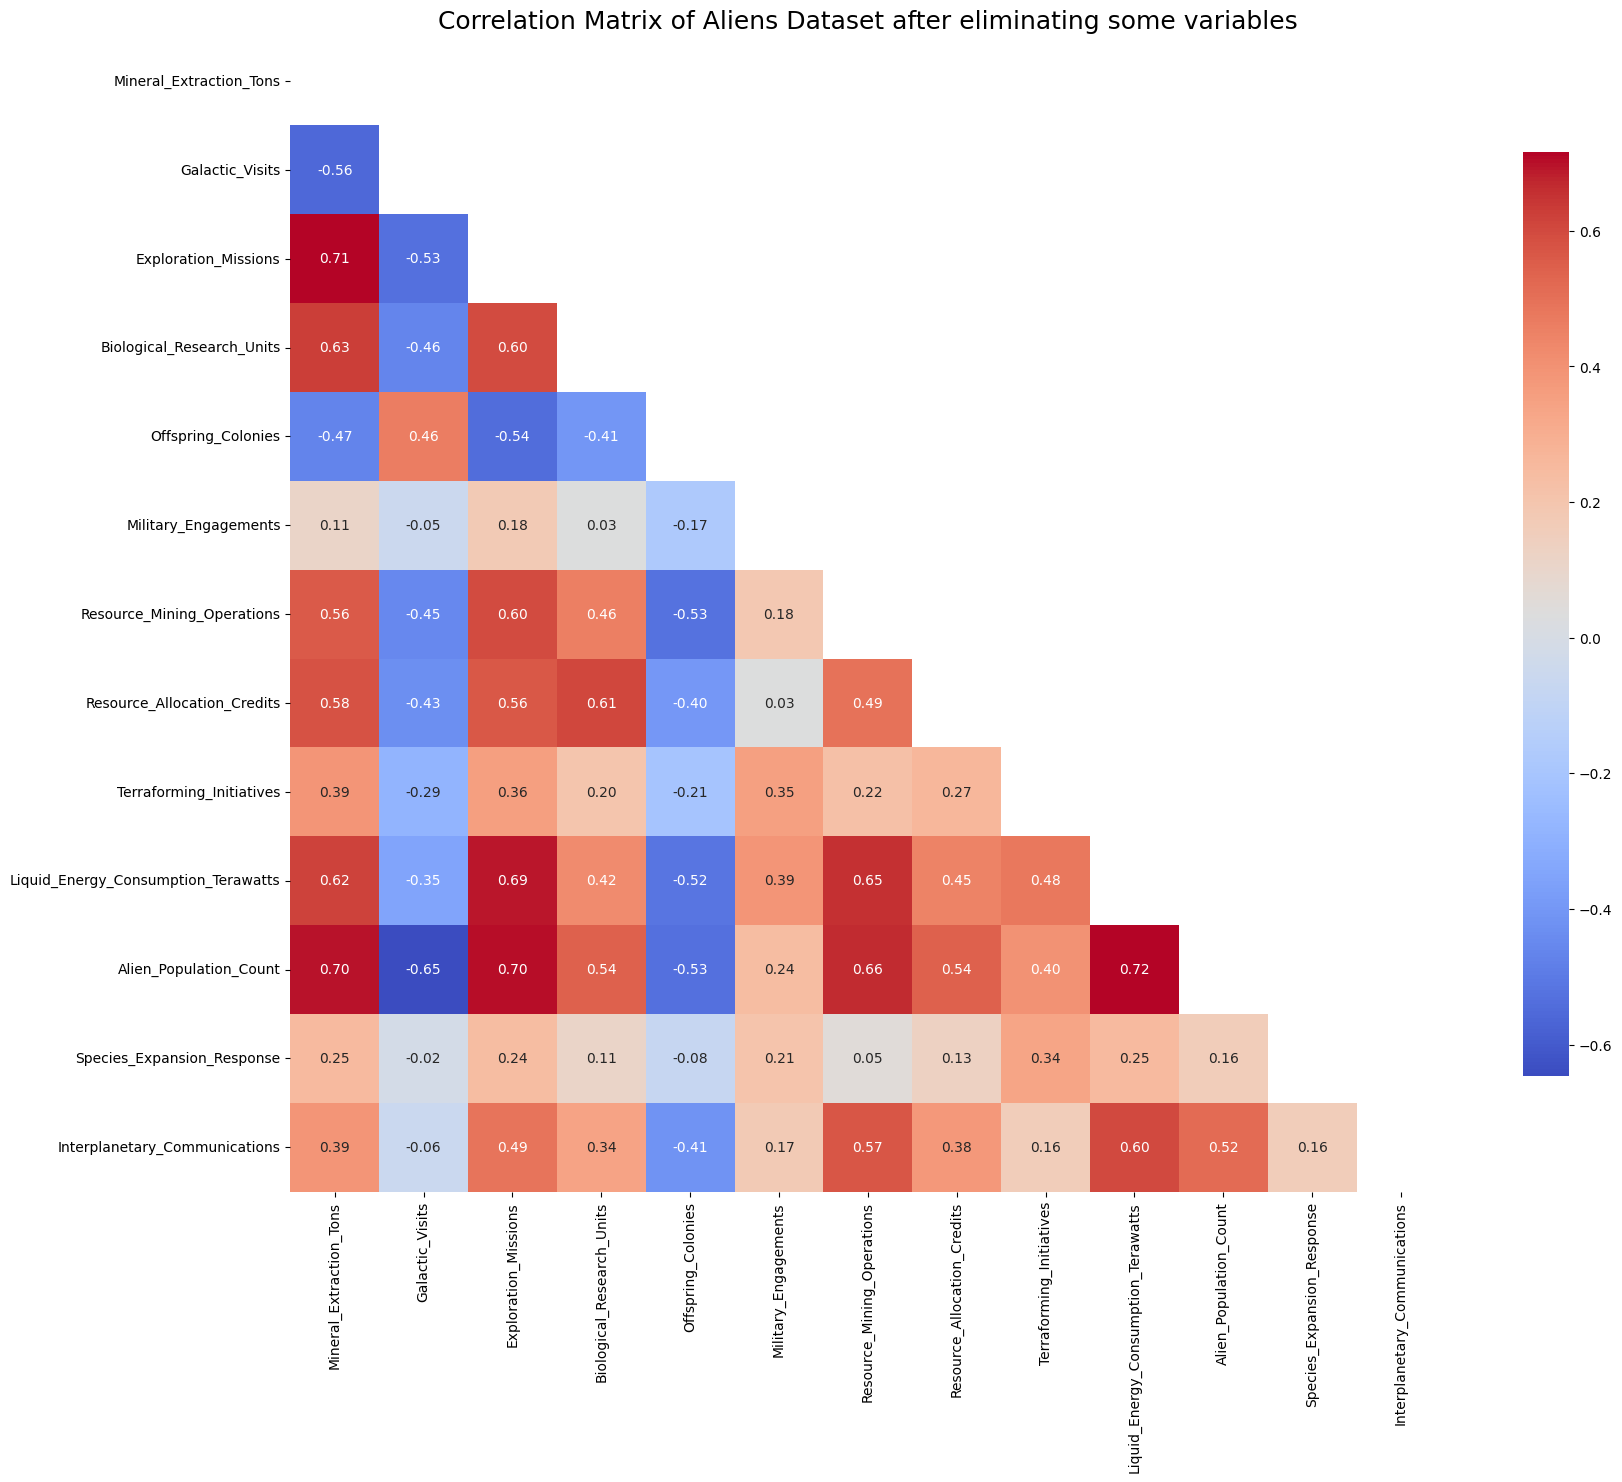 Correlation Matrix of Aliens Dataset after eliminating some variables
Mineral_Extraction_Tons
Galactic_Visits -0.56
Exploration_Missions 0.71 -0.53
Biological_Research_Units 0.63 -0.46 0.60
Offspring_Colonies -0.47 0.46 -0.54 -0.41
Military_Engagements 0.11 -0.05 0.18 0.03 -0.17
Resource_Mining_Operations 0.56 -0.45 0.60 0.46 -0.53 0.18
Resource_Allocation_Credits 0.58 -0.43 0.56 0.61 -0.40 0.03 0.49
Terraforming_Initiatives 0.39 -0.29 0.36 0.20 -0.21 0.35 0.22 0.27
Liquid_Energy_Consumption_Terawatts 0.62 -0.35 0.69 0.42 -0.52 0.39 0.65 0.45 0.48
Alien_Population_Count 0.70 -0.65 0.70 0.54 -0.53 0.24 0.66 0.54 0.40 0.72
Species_Expansion_Response 0.25 -0.02 0.24 0.11 -0.08 0.21 0.05 0.13 0.34 0.25 0.16
Interplanetary_Communications 0.39 -0.06 0.49 0.34 -0.41 0.17 0.57 0.38 0.16 0.60 0.52 0.16
Mineral_Extraction_Tons
Galactic_Visits
Exploration_Missions
Biological_Research_Units
Offspring_Colonies
Military_Engagements
Resource_Mining_Operations
Resource_Allocation_Credits
Terraforming_Initiatives
Liquid_Energy_Consumption_Terawatts
Alien_Population_Count
Species_Expansion_Response
Interplanetary_Communications
0.6
0.4
0.2
0.0
−0.2
−0.4
−0.6